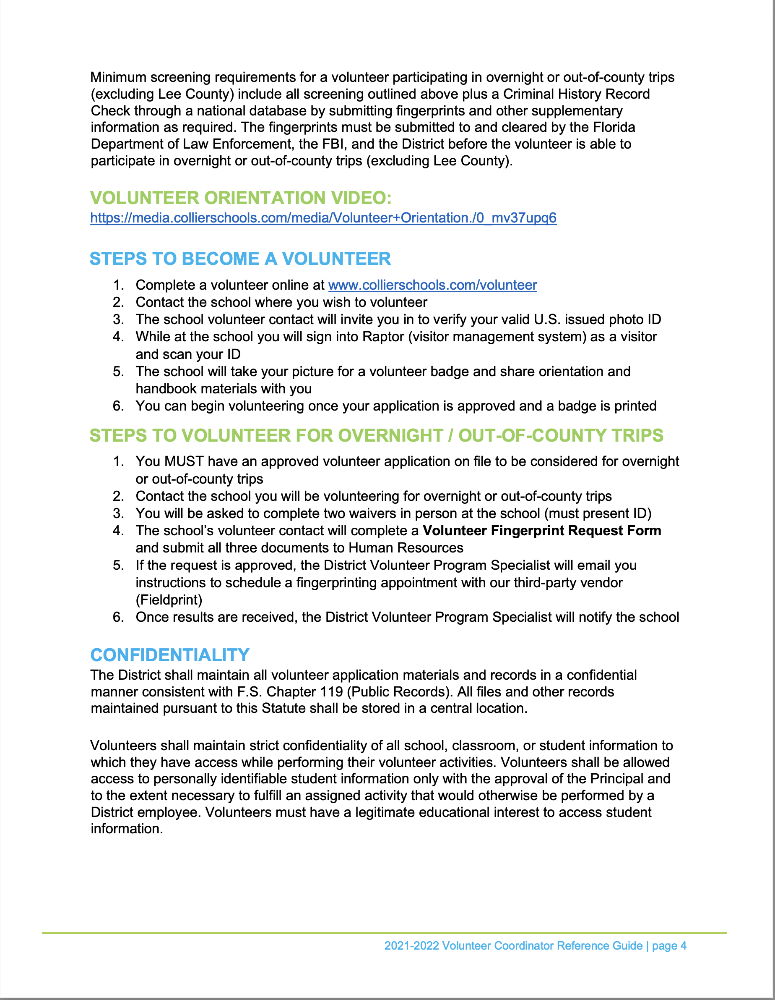 Minimum screening requirements for a volunteer participating in overnight or out-of-county trips
(excluding Lee County) include all screening outlined above plus a Criminal History Record
Check through a national database by submitting fingerprints and other supplementary
information as required. The fingerprints must be submitted to and cleared by the Florida
Department of Law Enforcement, the FBI, and the District before the volunteer is able to
participate in overnight or out-of-county trips (excluding Lee County).
VOLUNTEER ORIENTATION VIDEO:
https://media.collierschools.com/media/Volunteer+Orientation./0_mv37upq6
STEPS TO BECOME A VOLUNTEER
1. Complete a volunteer online at www.collierschools.com/volunteer
2. Contact the school where you wish to volunteer
3. The school volunteer contact will invite you in to verify your valid U.S. issued photo ID
4. While at the school you will sign into Raptor (visitor management system) as a visitor
and scan your ID
5. The school will take your picture for a volunteer badge and share orientation and
handbook materials with you
6. You can begin volunteering once your application is approved and a badge is printed
STEPS TO VOLUNTEER FOR OVERNIGHT / OUT-OF-COUNTY TRIPS
1. You MUST have an approved volunteer application on file to be considered for overnight
or out-of-county trips
2. Contact the school you will be volunteering for overnight or out-of-county trips
3. You will be asked to complete two waivers in person at the school (must present ID)
4. The school’s volunteer contact will complete a Volunteer Fingerprint Request Form
and submit all three documents to Human Resources
5. If the request is approved, the District Volunteer Program Specialist will email you
instructions to schedule a fingerprinting appointment with our third-party vendor
(Fieldprint)
6. Once results are received, the District Volunteer Program Specialist will notify the school
CONFIDENTIALITY
The District shall maintain all volunteer application materials and records in a confidential
manner consistent with F.S. Chapter 119 (Public Records). All files and other records
maintained pursuant to this Statute shall be stored in a central location.
Volunteers shall maintain strict confidentiality of all school, classroom, or student information to
which they have access while performing their volunteer activities. Volunteers shall be allowed
access to personally identifiable student information only with the approval of the Principal and
to the extent necessary to fulfill an assigned activity that would otherwise be performed by a
District employee. Volunteers must have a legitimate educational interest to access student
information.
2021-2022 Volunteer Coordinator Reference Guide | page 4